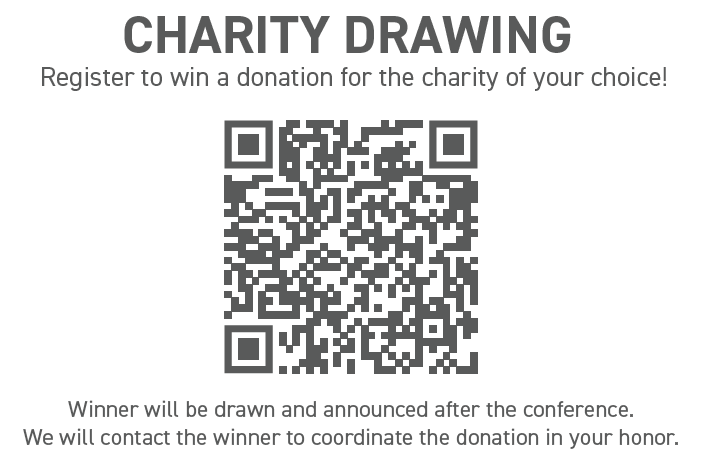 CHARITY DRAWING
Register to win a donation for the charity of your choice!
Winner will be drawn and announced after the conference.
We will contact the winner to coordinate the donation in your honor.